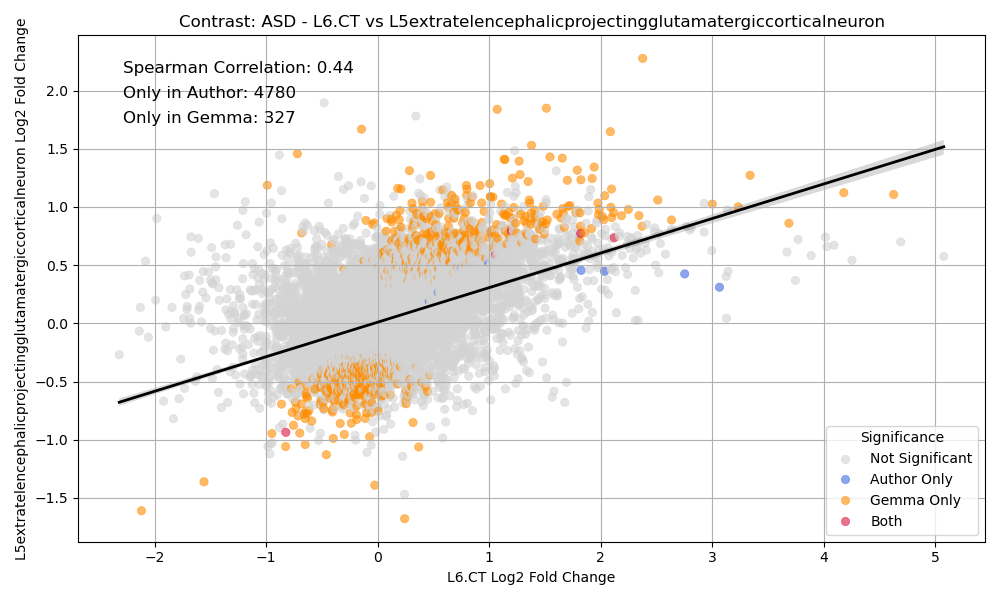 Contrast: ASD - L6.CT vs L5extratelencephalicprojectingglutamatergiccorticalneuron
L5extratelencephalicprojectingglutamatergiccorticalneuron Log2 Fold Change
Spearman Correlation: 0.44
Only in Author: 4780
Only in Gemma: 327
2.0
1.5
1.0
0.5
0.0
−0.5
−1.0
−1.5
Significance
Not Significant
Author Only
Gemma Only
Both
−2 −1 0 1 2 3 4 5
L6.CT Log2 Fold Change